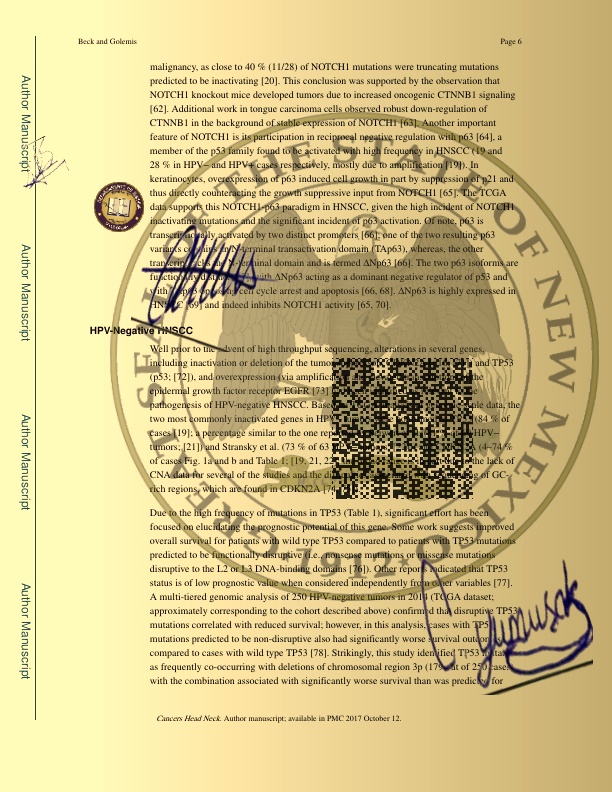 Beck and Golemis
Page 6
malignancy, as close to 40 % (11/28) of NOTCH1 mutations were truncating mutations
predicted to be inactivating [20]. This conclusion was supported by the observation that
NOTCH1 knockout mice developed tumors due to increased oncogenic CTNNB1 signaling
[62]. Additional work in tongue carcinoma cells observed robust down-regulation of
CTNNB1 in the background of stable expression of NOTCH1 [63]. Another important
feature of NOTCH1 is its participation in reciprocal negative regulation with p63 [64], a
member of the p53 family found to be activated with high frequency in HNSCC (19 and
28 % in HPV− and HPV+ cases respectively, mostly due to amplification [19]). In
keratinocytes, overexpression of p63 induced cell growth in part by suppression of p21 and
thus directly counteracting the growth suppressive input from NOTCH1 [65]. The TCGA
data supports this NOTCH1-p63 paradigm in HNSCC, given the high incident of NOTCH1
inactivating mutations and the significant incident of p63 activation. Of note, p63 is
transcriptionally activated by two distinct promoters [66]; one of the two resulting p63
variants contains an N-terminal transactivation domain (TAp63), whereas, the other
transcript lacks the N-terminal domain and is termed ΔNp63 [66]. The two p63 isoforms are
functionally distinct ΔNp63 acting as a dominant negative regulator of p53 and
with cell cycle arrest and apoptosis [66, 68]. ΔNp63 is highly expressed in
HNSCC [69] and indeed inhibits NOTCH1 activity [65, 70].
HPV-Negative HNSCC
Well prior to the advent of high throughput sequencing, alterations in several genes,
including inactivation or deletion of the tumor and TP53
(p53; [72]), and overexpression (via amplification the
epidermal growth factor receptor EGFR [73]
pathogenesis of HPV-negative HNSCC. Based data, the
two most commonly inactivated genes in HPV (84 % of
cases [19]; a percentage similar to the one HPV−
tumors; [21]) and Stransky et al. (73 % of 63 (4–74 %
of cases Fig. 1a and b and Table 1; [19, 21, the lack of
CNA data for several of the studies and the of GC-
rich regions, which are found in CDKN2A
Due to the high frequency of mutations in TP53 (Table 1), significant effort has been
focused on elucidating the prognostic potential of this gene. Some work suggests improved
overall survival for patients with wild type TP53 compared to patients with TP53 mutations
predicted to be functionally disruptive (i.e., nonsense mutations or missense mutations
disruptive to the L2 or L3 DNA-binding domains [76]). Other reports indicated that TP53
status is of low prognostic value when considered independently from other variables [77].
A multi-tiered genomic analysis of 250 HPV-negative tumors in 2014 (TCGA dataset;
approximately corresponding to the cohort described above) confirmed that disruptive TP53
mutations correlated with reduced survival; however, in this analysis, cases with TP53
mutations predicted to be non-disruptive also had significantly worse survival outcomes
compared to cases with wild type TP53 [78]. Strikingly, this study identified TP53 mutations
as frequently co-occurring with deletions of chromosomal region 3p (179 out of 250 cases),
with the combination associated with significantly worse survival than was predicted for
Cancers Head Neck. Author manuscript; available in PMC 2017 October 12.
Author Manuscript
Author Manuscript
Author Manuscript
Author Manuscript
SEAL OF THE STATE OF NEW MEXICO
1912